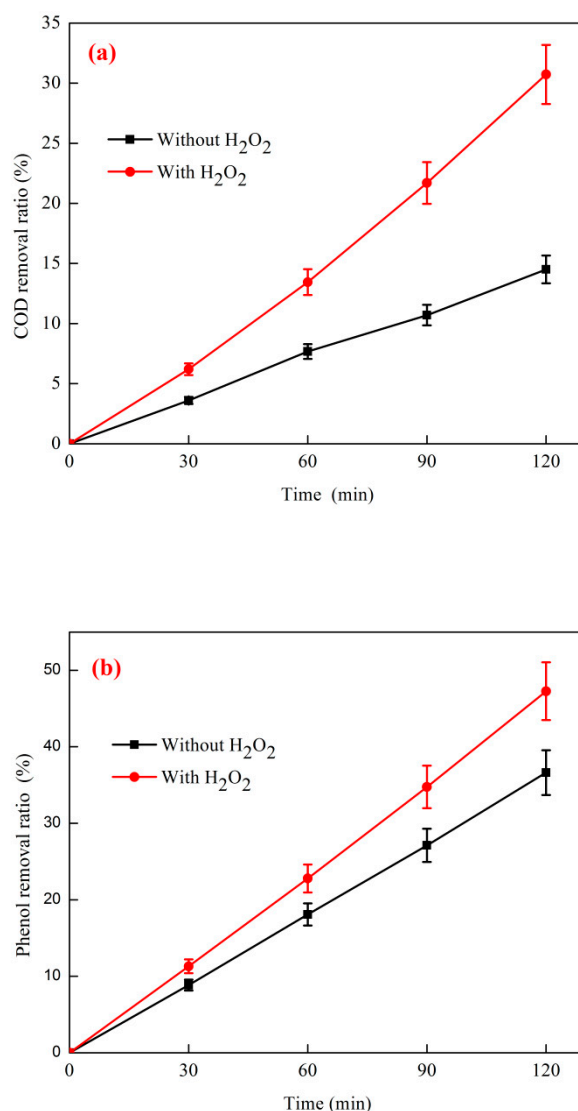 (a)
COD removal ratio (%)
35
30
25
20
15
10
5
0
Without H₂O₂
With H₂O₂
0 30 60 90 120
Time (min)
(b)
Phenol removal ratio (%)
50
40
30
20
10
0
Without H₂O₂
With H₂O₂
0 30 60 90 120
Time (min)